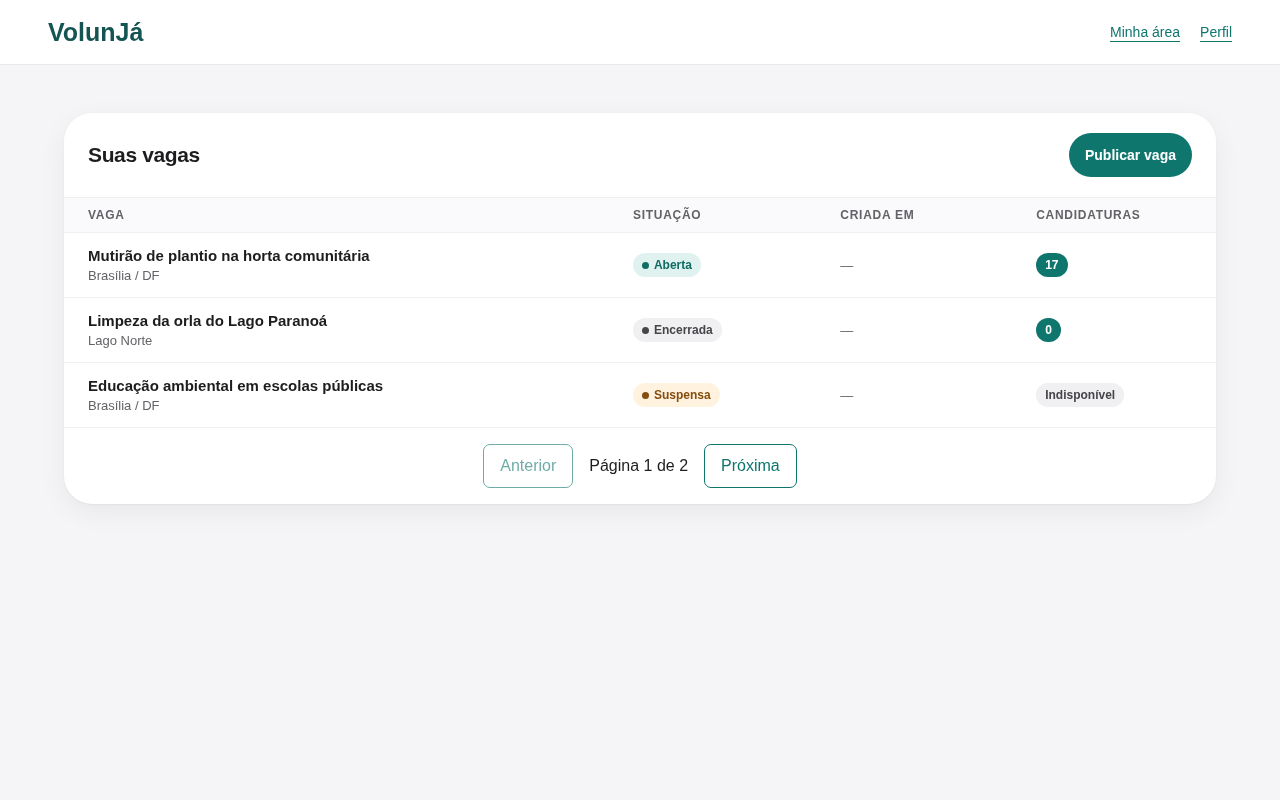 VolunJá
Minha área
Perfil
Suas vagas
Publicar vaga
VAGA
SITUAÇÃO
CRIADA EM
CANDIDATURAS
Mutirão de plantio na horta comunitária
Brasília / DF
Aberta
—
17
Limpeza da orla do Lago Paranoá
Lago Norte
Encerrada
—
0
Educação ambiental em escolas públicas
Brasília / DF
Suspensa
—
Indisponível
Anterior
Página 1 de 2
Próxima